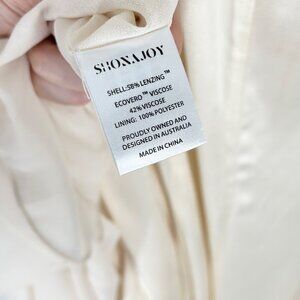 SHONAJOY
SHELL:58% LENZING™
ECOVERO™ VISCOSE
42% VISCOSE
LINING: 100% POLYESTER
PROUDLY OWNED AND
DESIGNED IN AUSTRALIA
MADE IN CHINA